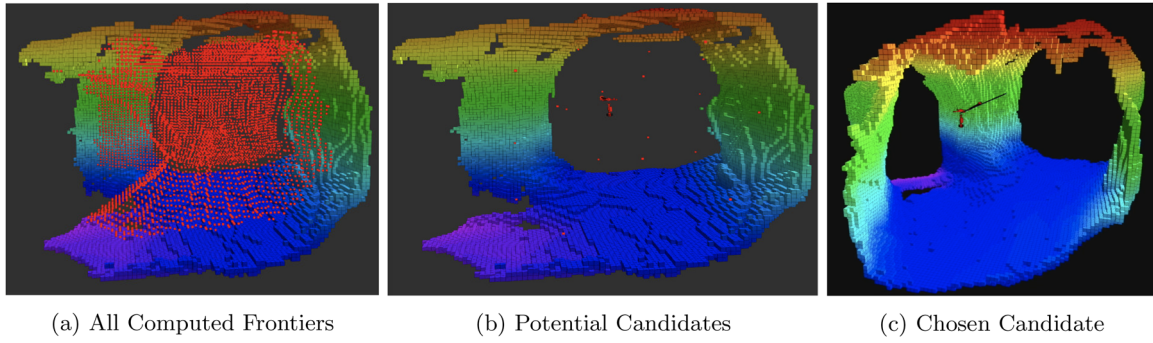 (a) All Computed Frontiers
(b) Potential Candidates
(c) Chosen Candidate